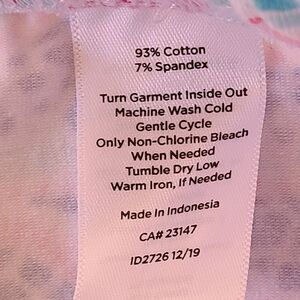 93% Cotton
7% Spandex
Turn Garment Inside Out
Machine Wash Cold
Gentle Cycle
Only Non-Chlorine Bleach
When Needed
Tumble Dry Low
Warm Iron, If Needed
Made in Indonesia
CA# 23147
ID2726 12/19